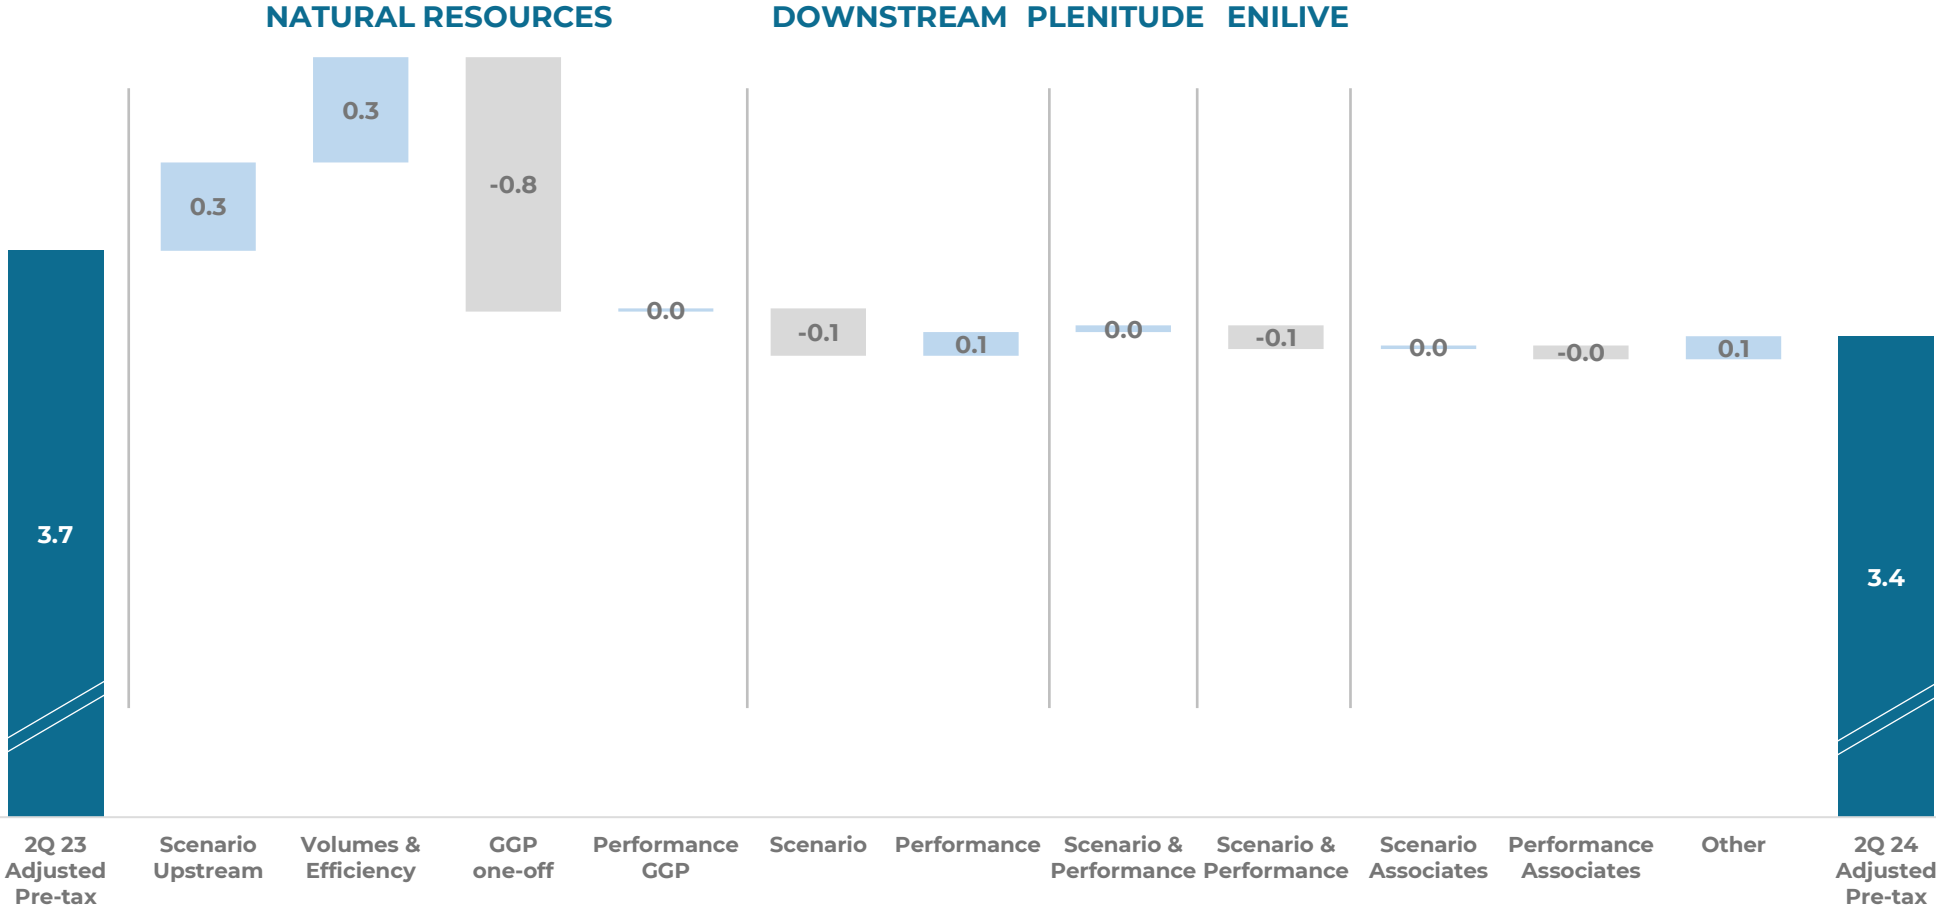 NATURAL RESOURCES
DOWNSTREAM
PLENITUDE
ENILIVE
3.7
0.3
0.3
-0.8
0.0
-0.1
0.1
0.0
-0.1
0.0
-0.0
0.1
3.4
2Q 23
Adjusted
Pre-tax
Scenario
Upstream
Volumes &
Efficiency
GGP
one-off
Performance
GGP
Scenario
Performance
Scenario &
Performance
Scenario &
Performance
Scenario
Associates
Performance
Associates
Other
2Q 24
Adjusted
Pre-tax